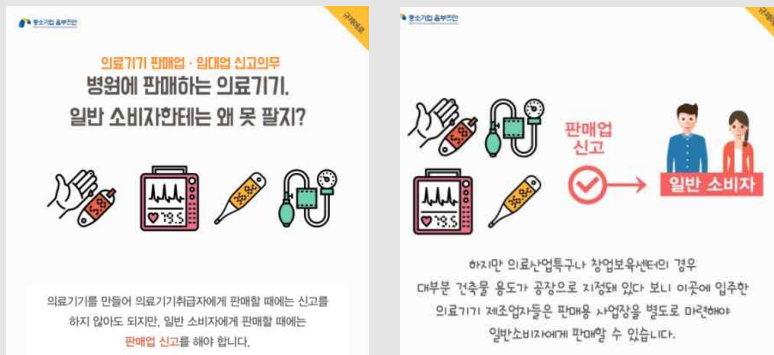 중소기업 옴부즈만
규제애로
의료기기 판매업·임대업 신고의무
병원에 판매하는 의료기기,
일반 소비자한테는 왜 못 팔지?
79.5
의료기기를 만들어 의료기기취급자에게 판매할 때에는 신고를
하지 않아도 되지만, 일반 소비자에게 판매할 때에는
판매업 신고를 해야 합니다.
중소기업 옴부즈만
규제애로
판매업
신고
79.5
일반 소비자
하지만 의료산업특구나 창업보육센터의 경우
대부분 건축물 용도가 공장으로 지정돼 있다 보니 이곳에 입주한
의료기기 제조업자들은 판매용 사업장을 별도로 마련해야
일반소비자에게 판매할 수 있습니다.